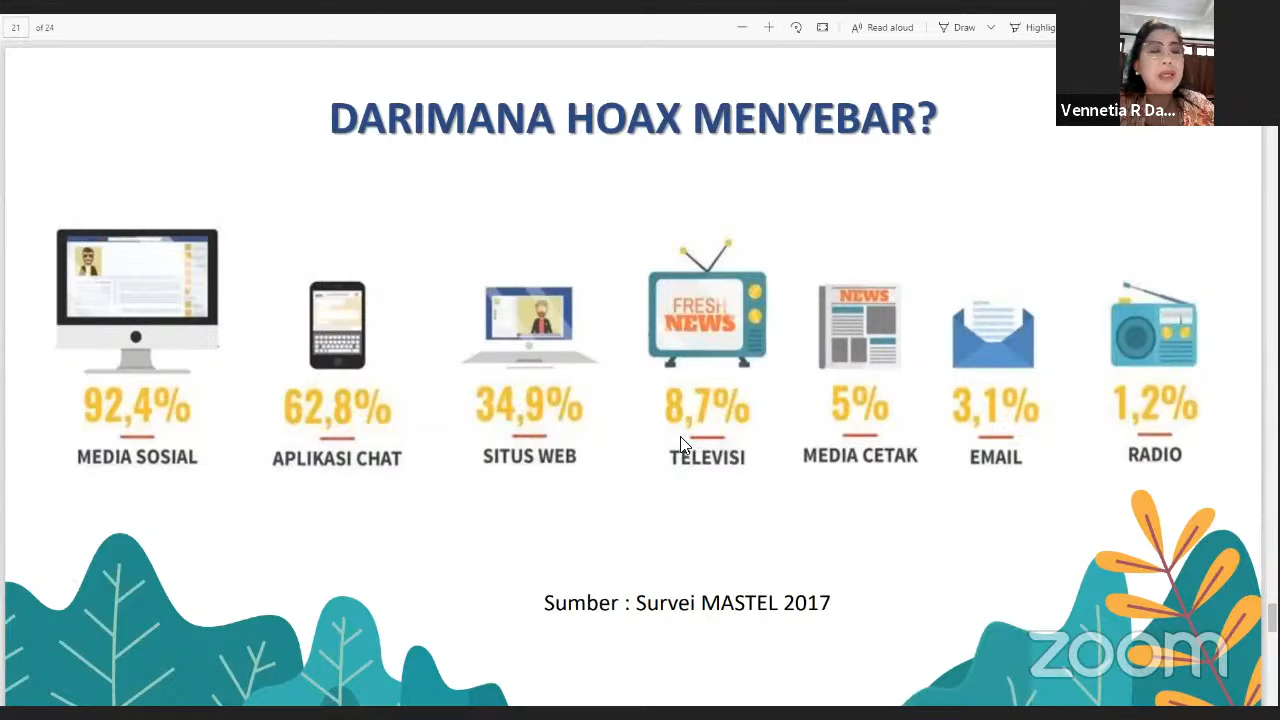 21 of 24
Read aloud
Draw
Highlig
Vennetia R Da...
DARIMANA HOAX MENYEBAR?
FRESH
NEWS
NEWS
92,4%
MEDIA SOSIAL
62,8%
APLIKASI CHAT
34,9%
SITUS WEB
8,7%
TELEVISI
5%
MEDIA CETAK
3,1%
EMAIL
1,2%
RADIO
Sumber : Survei MASTEL 2017
zoom